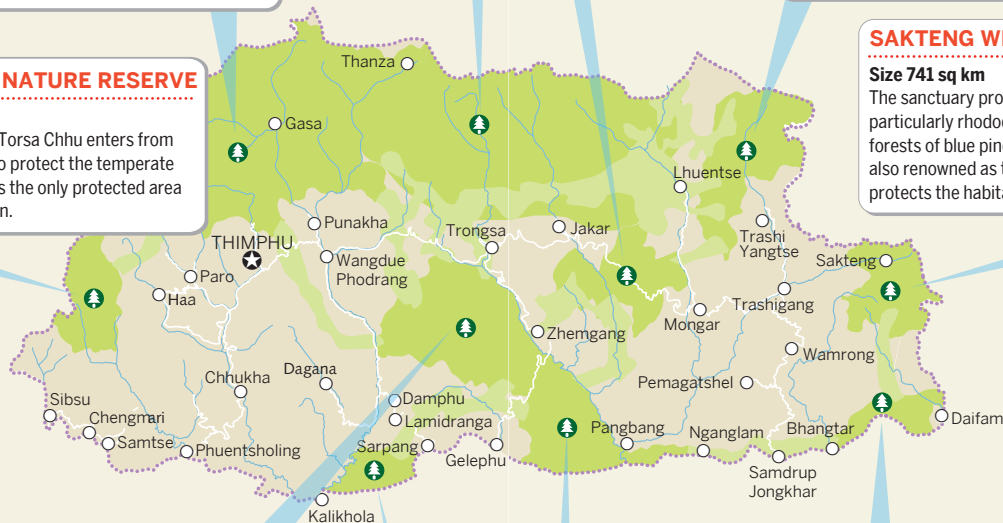 NATURE RESERVE
Torsa Chhu enters from
o protect the temperate
s the only protected area
n.
SAKTENG WI
Size 741 sq km
The sanctuary pro
particularly rhodod
forests of blue pine
also renowned as t
protects the habita
Thanza
Gasa
Lhuentse
Punakha
Trongsa
Jakar
THIMPHU
Wangdue
Phodrang
Trashi
Yangtse
Sakteng
Paro
Haa
Trashigang
Mongar
Zhemgang
Wamrong
Dagana
Chhukha
Pemagatshel
Sibsu
Damphu
Chengmari
Lamidranga
Daifam
Samtse
Phuentsholing
Sarpang
Gelephu
Pangbang
Nganglam
Bhangtar
Samdrup
Jongkhar
Kalikhola